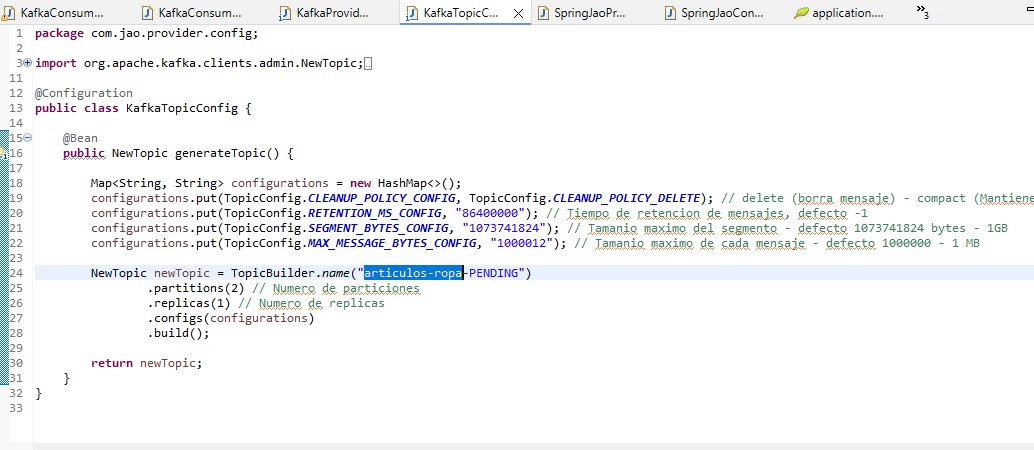 KafkaConsum... KafkaConsum... KafkaProvid... KafkaTopicC... SpringJaoPr... SpringJaoCon... application.... »3
1 package com.jao.provider.config;
2
3 import org.apache.kafka.clients.admin.NewTopic;
11
12 @Configuration
13 public class KafkaTopicConfig {
14
15 @Bean
16 public NewTopic generateTopic() {
17
18 Map<String, String> configurations = new HashMap<>();
19 configurations.put(TopicConfig.CLEANUP_POLICY_CONFIG, TopicConfig.CLEANUP_POLICY_DELETE); // delete (borra mensaje) - compact (Mantiene
20 configurations.put(TopicConfig.RETENTION_MS_CONFIG, "86400000"); // Tiempo de retencion de mensajes, defecto -1
21 configurations.put(TopicConfig.SEGMENT_BYTES_CONFIG, "1073741824"); // Tamanio maximo del segmento - defecto 1073741824 bytes - 1GB
22 configurations.put(TopicConfig.MAX_MESSAGE_BYTES_CONFIG, "1000012"); // Tamanio maximo de cada mensaje - defecto 1000000 - 1 MB
23
24 NewTopic newTopic = TopicBuilder.name("articulos-ropa-PENDING")
25 .partitions(2) // Numero de particiones
26 .replicas(1) // Numero de replicas
27 .configs(configurations)
28 .build();
29
30 return newTopic;
31 }
32 }
33